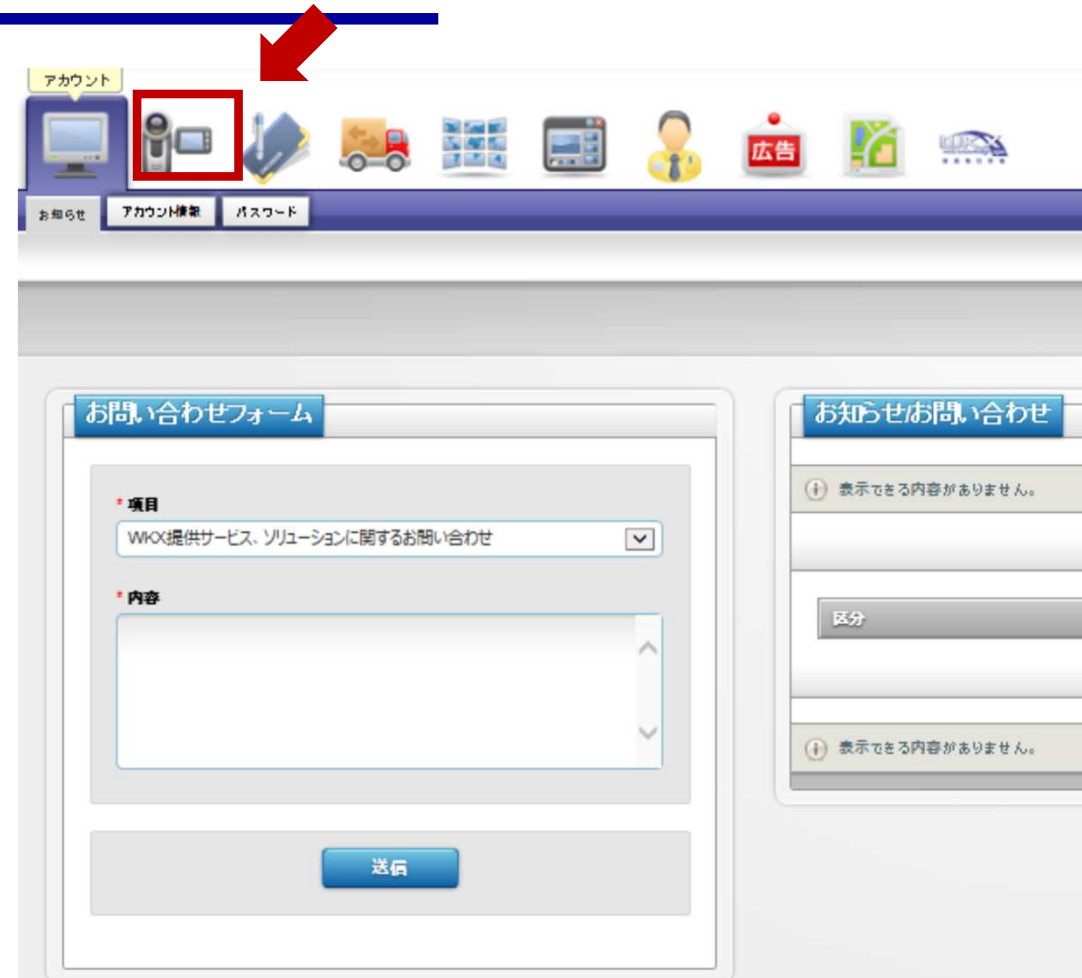 アカウント
広告
お知らせ
アカウント情報
パスワード
お問い合わせフォーム
* 項目
WKX提供サービス、ソリューションに関するお問い合わせ
* 内容
送信
お知らせ/お問い合わせ
表示できる内容がありません。
区分
表示できる内容がありません。